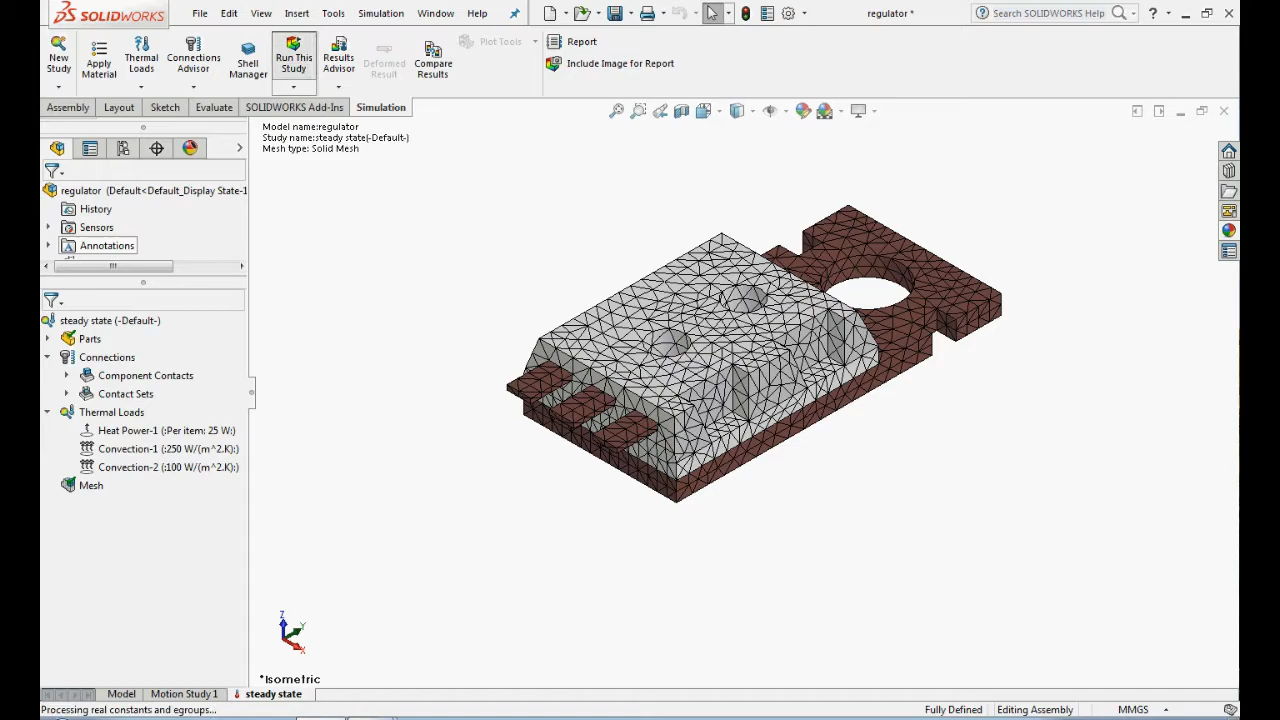 SOLIDWORKS
File Edit View Insert Tools Simulation Window Help
regulator *
Search SOLIDWORKS Help
New Study
Apply Material
Thermal Loads
Connections Advisor
Shell Manager
Run This Study
Results Advisor
Deformed Result
Compare Results
Plot Tools
Report
Include Image for Report
Assembly Layout Sketch Evaluate SOLIDWORKS Add-Ins Simulation
Model name:regulator
Study name:steady state(-Default-)
Mesh type: Solid Mesh
regulator (Default<Default_Display State-1
History
Sensors
Annotations
steady state (-Default-)
Parts
Connections
Component Contacts
Contact Sets
Thermal Loads
Heat Power-1 (:Per item: 25 W:)
Convection-1 (:250 W/(m^2.K):)
Convection-2 (:100 W/(m^2.K):)
Mesh
Z
Y
X
*Isometric
Model Motion Study 1 steady state
Processing real constants and egroups...
Fully Defined Editing Assembly MMGS